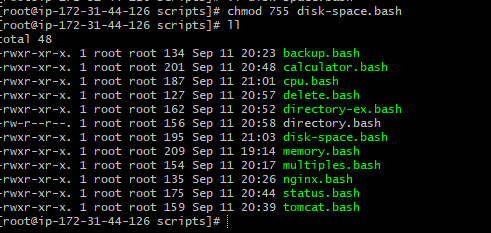 [root@ip-172-31-44-126 scripts]# chmod 755 disk-space.bash
[root@ip-172-31-44-126 scripts]# ll
total 48
-rwxr-xr-x. 1 root root 134 Sep 11 20:23 backup.bash
-rwxr-xr-x. 1 root root 201 Sep 11 20:48 calculator.bash
-rwxr-xr-x. 1 root root 187 Sep 11 21:01 cpu.bash
-rwxr-xr-x. 1 root root 127 Sep 11 20:57 delete.bash
-rwxr-xr-x. 1 root root 162 Sep 11 20:52 directory-ex.bash
-rw-r--r--. 1 root root 156 Sep 11 20:58 directory.bash
-rwxr-xr-x. 1 root root 195 Sep 11 21:03 disk-space.bash
-rwxr-xr-x. 1 root root 209 Sep 11 19:14 memory.bash
-rwxr-xr-x. 1 root root 154 Sep 11 20:17 multiples.bash
-rwxr-xr-x. 1 root root 135 Sep 11 20:26 nginx.bash
-rwxr-xr-x. 1 root root 175 Sep 11 20:44 status.bash
-rwxr-xr-x. 1 root root 159 Sep 11 20:39 tomcat.bash
[root@ip-172-31-44-126 scripts]#